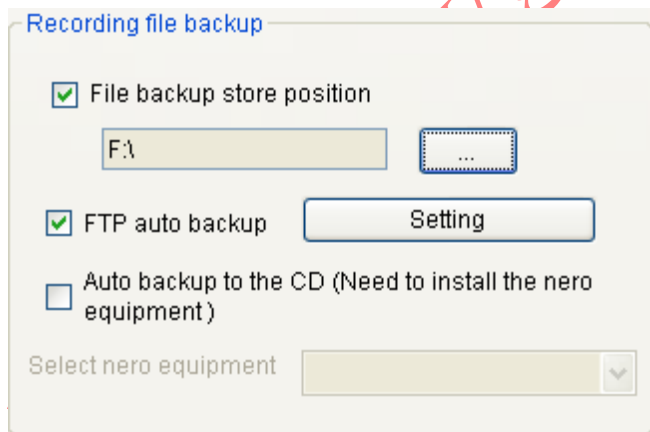 Recording file backup
File backup store position
F:\
...
FTP auto backup
Setting
Auto backup to the CD (Need to install the nero
equipment)
Select nero equipment